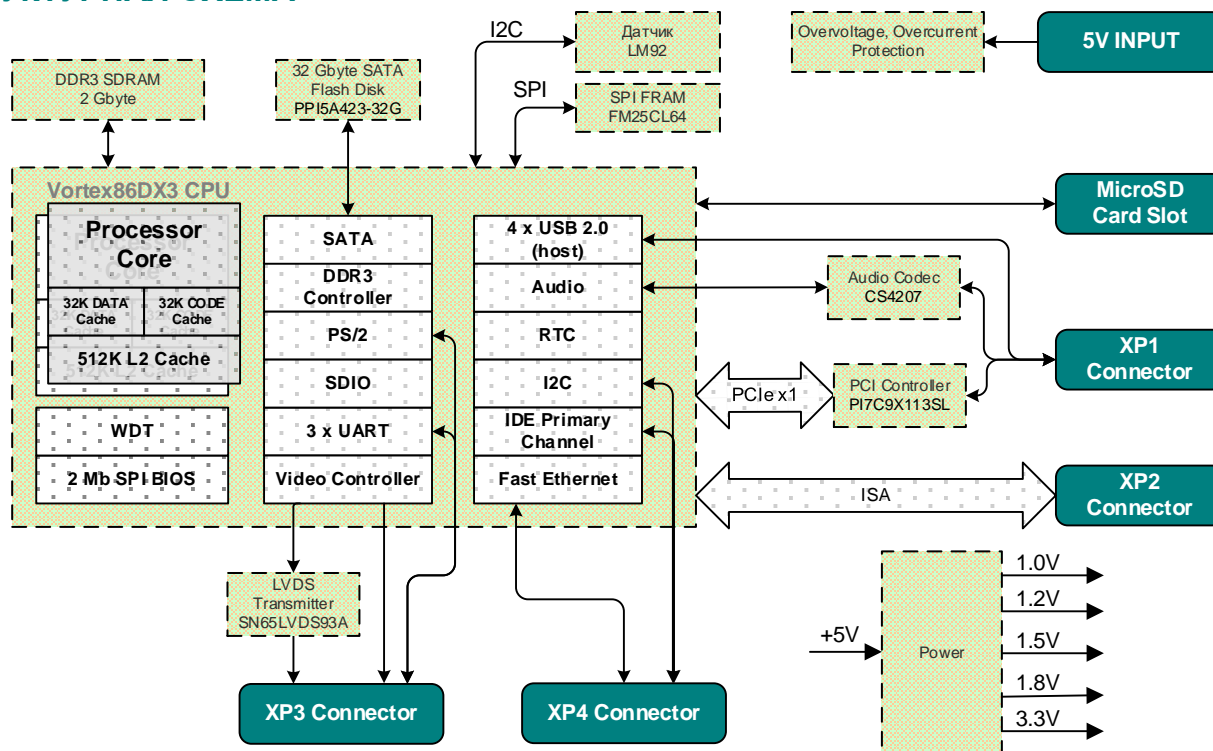 I2C
Датчик
LM92
Overvoltage, Overcurrent
Protection
5V INPUT
DDR3 SDRAM
2 Gbyte
32 Gbyte SATA
Flash Disk
PPI5A423-32G
SPI
SPI FRAM
FM25CL64
Vortex86DX3 CPU
MicroSD
Card Slot
Processor
Core
32K DATA
Cache
32K CODE
Cache
512K L2 Cache
WDT
2 Mb SPI BIOS
SATA
DDR3
Controller
PS/2
SDIO
3 x UART
Video Controller
4 x USB 2.0
(host)
Audio
RTC
I2C
IDE Primary
Channel
Fast Ethernet
Audio Codec
CS4207
XP1
Connector
PCIe x1
PCI Controller
PI7C9X113SL
ISA
XP2
Connector
LVDS
Transmitter
SN65LVDS93A
XP3 Connector
XP4 Connector
+5V
Power
1.0V
1.2V
1.5V
1.8V
3.3V